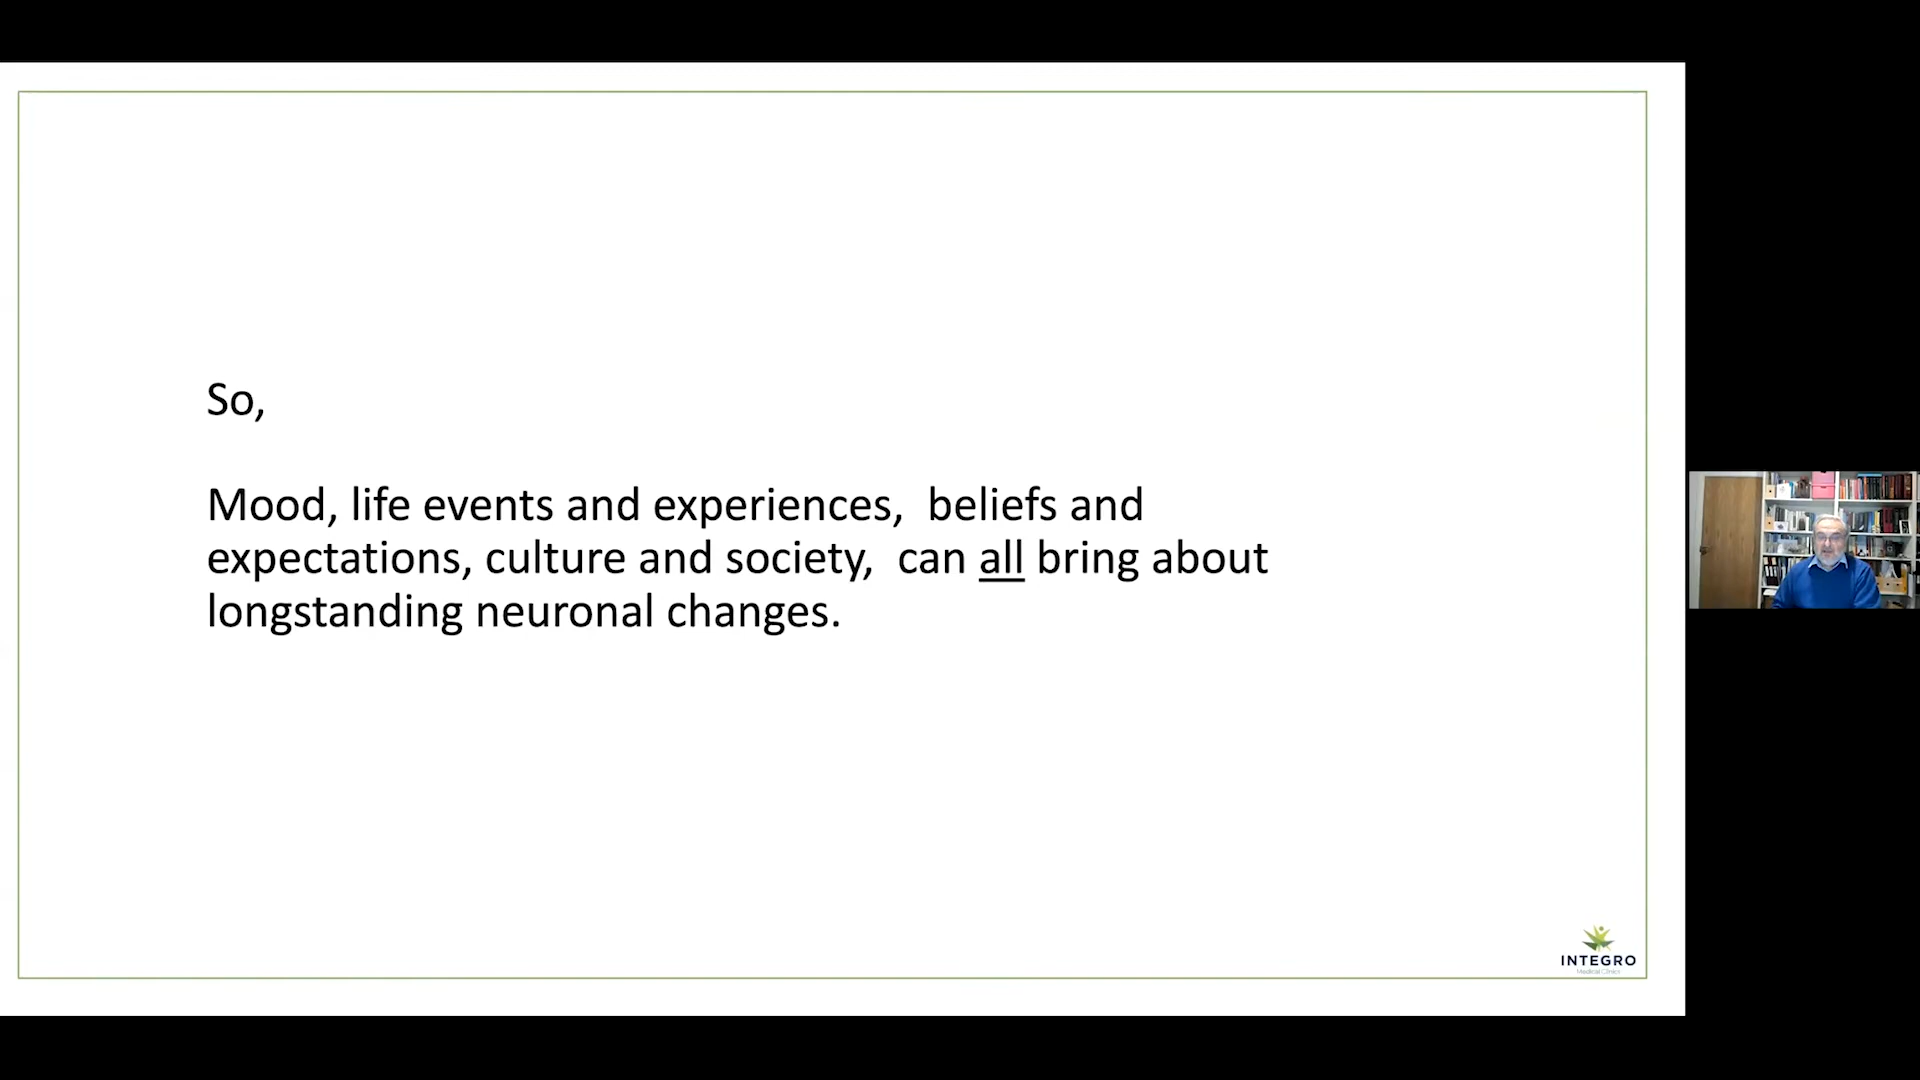 So,
Mood, life events and experiences,  beliefs and
expectations, culture and society,  can all bring about
longstanding neuronal changes.
INTEGRO
Medical Clinics